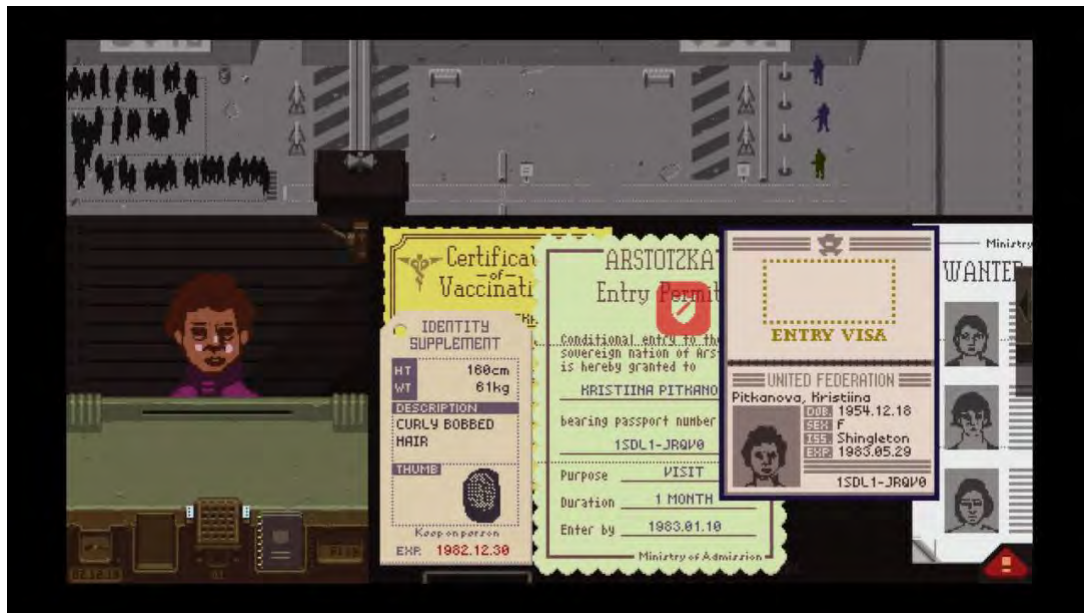 Certificat
of
Vaccinati
IDENTITY
SUPPLEMENT
HT 160cm
WT 61kg
DESCRIPTION
CURLY BOBBED
HAIR
THUMB
Keep on person
EXP. 1982.12.30
ARSTOTZKA
Entry Permit
Conditional entry to the
sovereign nation of Ars
is hereby granted to
KRISTIINA PITKANO
bearing passport number
1SDL1-JRQV0
Purpose VISIT
Duration 1 MONTH
Enter by 1983.01.10
Ministry of Admission
ENTRY VISA
UNITED FEDERATION
Pitkanova, Kristiina
DOB. 1954.12.18
SEX F
ISS. Shingleton
EXP. 1983.05.29
1SDL1-JRQV0
Ministry
WANTE